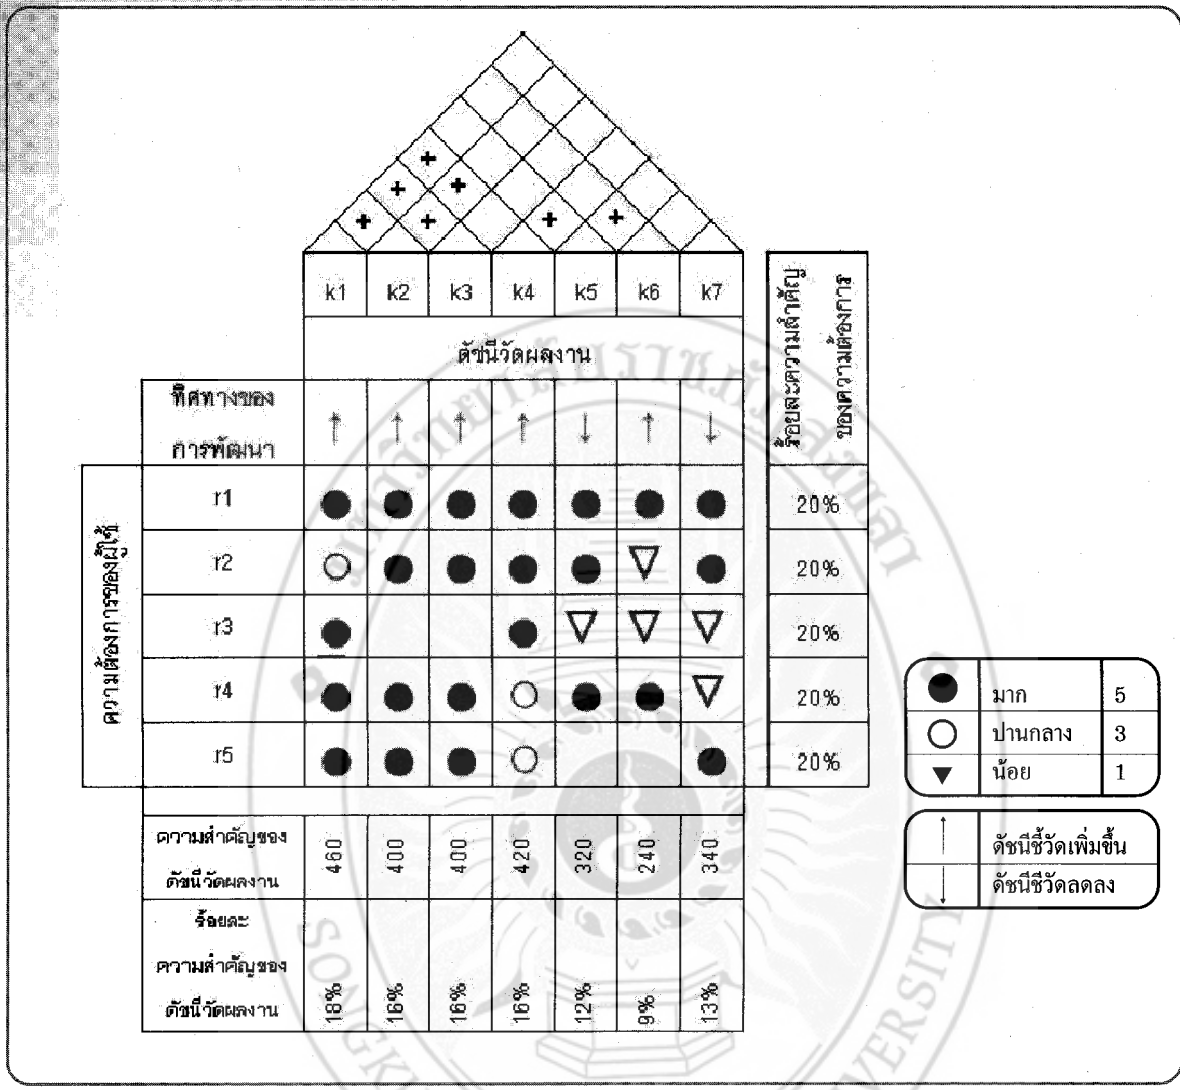 +
+ +
+ + + +
k1 k2 k3 k4 k5 k6 k7
ดัชนีวัดผลงาน
ร้อยละความสำคัญ
ของความต้องการ
ทิศทางของ
การพัฒนา
↑ ↑ ↑ ↑ ↓ ↑ ↓
ความต้องการของผู้ใช้
r1 20%
r2 20%
r3 20%
r4 20%
r5 20%
มาก 5
ปานกลาง 3
น้อย 1
↑ ดัชนีชี้วัดเพิ่มขึ้น
↓ ดัชนีชีวัดลดลง
ความสำคัญของ
ดัชนีวัดผลงาน
460 400 400 420 320 240 340
ร้อยละ
ความสำคัญของ
ดัชนีวัดผลงาน
18% 16% 16% 16% 12% 9% 13%